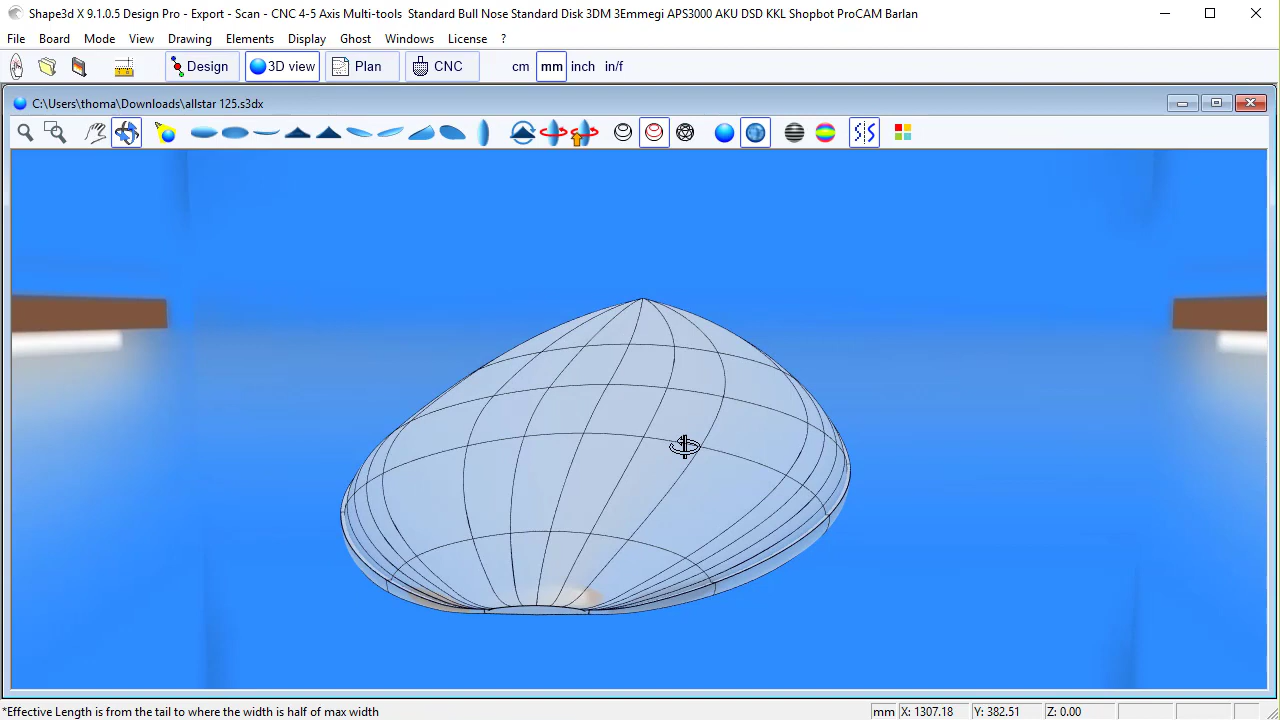 Shape3d X 9.1.0.5 Design Pro - Export - Scan - CNC 4-5 Axis Multi-tools  Standard Bull Nose Standard Disk 3DM 3Emmegi APS3000 AKU DSD KKL Shopbot ProCAM Barlan
File Board Mode View Drawing Elements Display Ghost Windows License ?
Design 3D view Plan CNC cm mm inch in/f
C:\Users\thoma\Downloads\allstar 125.s3dx
*Effective Length is from the tail to where the width is half of max width mm X: 1307.18 Y: 382.51 Z: 0.00